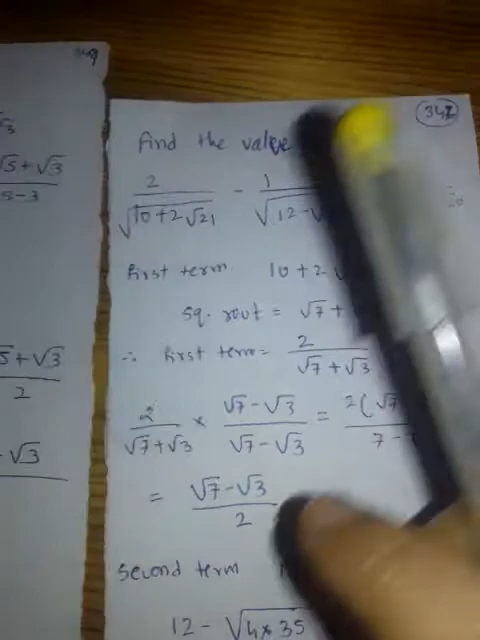 349
√3
√5+√3
5-3
√5+√3
2
-√3
342
Find the value
2/√(10+2√21) - 1/√(12-√
First term 10+2√
sq. rout = √7+
∴ First term = 2/(√7+√3)
2/(√7+√3) × (√7-√3)/(√7-√3) = 2(√7/7-
= (√7-√3)/2
Second term
12-√(4×35